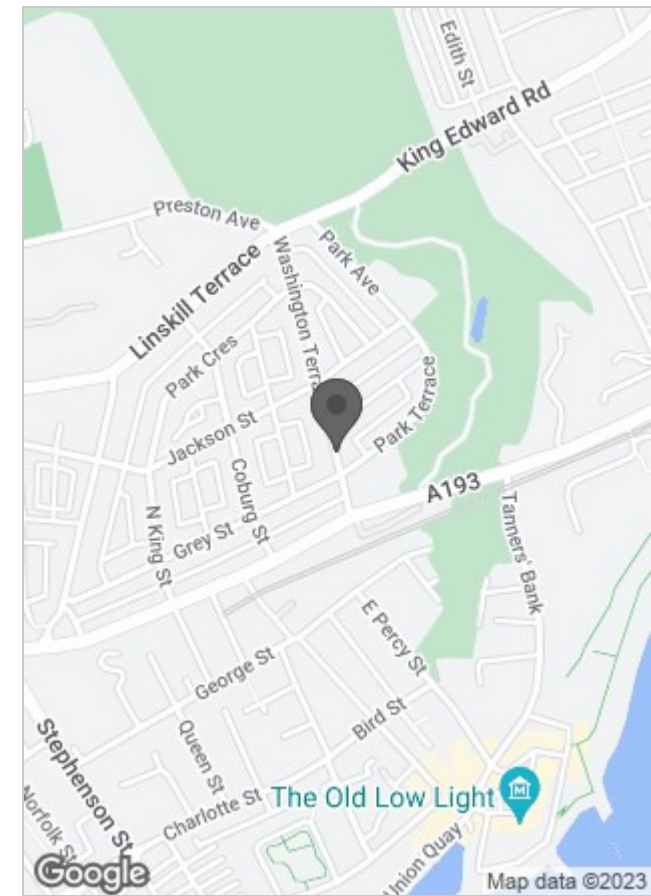 Edith St
King Edward Rd
Preston Ave
Linskill Terrace
Washington Terra
Park Ave
Park Cres
Park Terrace
Jackson St
Coburg St
A193
N King St
Grey St
Tanners' Bank
E Percy St
George St
Bird St
Queen St
Stephenson St
Charlotte St
The Old Low Light
Norfolk St
Union Quay
Google
Map data ©2023